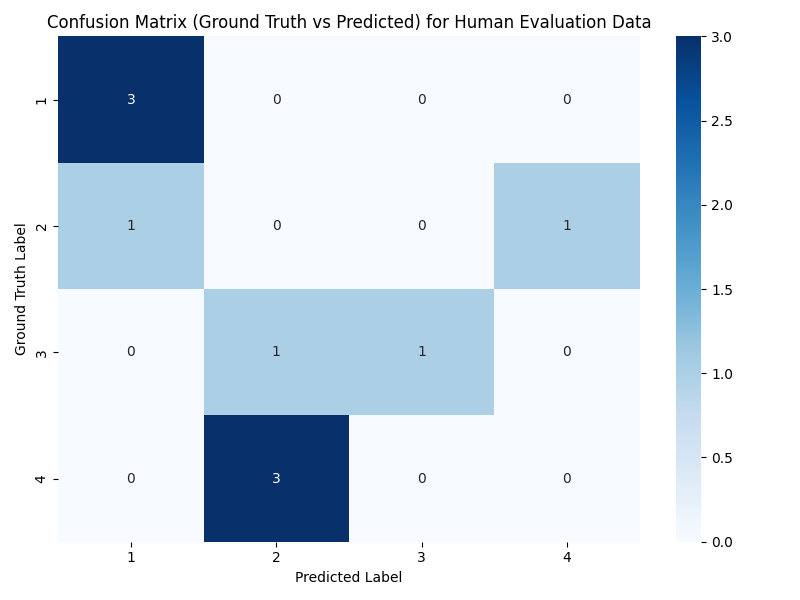 Confusion Matrix (Ground Truth vs Predicted) for Human Evaluation Data
Ground Truth Label
1 3 0 0 0
2 1 0 0 1
3 0 1 1 0
4 0 3 0 0
1 2 3 4
Predicted Label
3.0
2.5
2.0
1.5
1.0
0.5
0.0